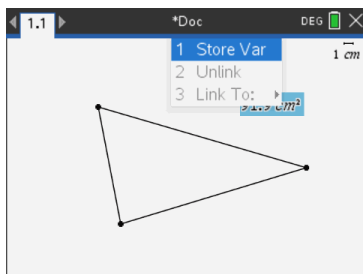 1.1 *Doc DEG
1 Store Var
2 Unlink
3 Link To:
1 cm
cm²